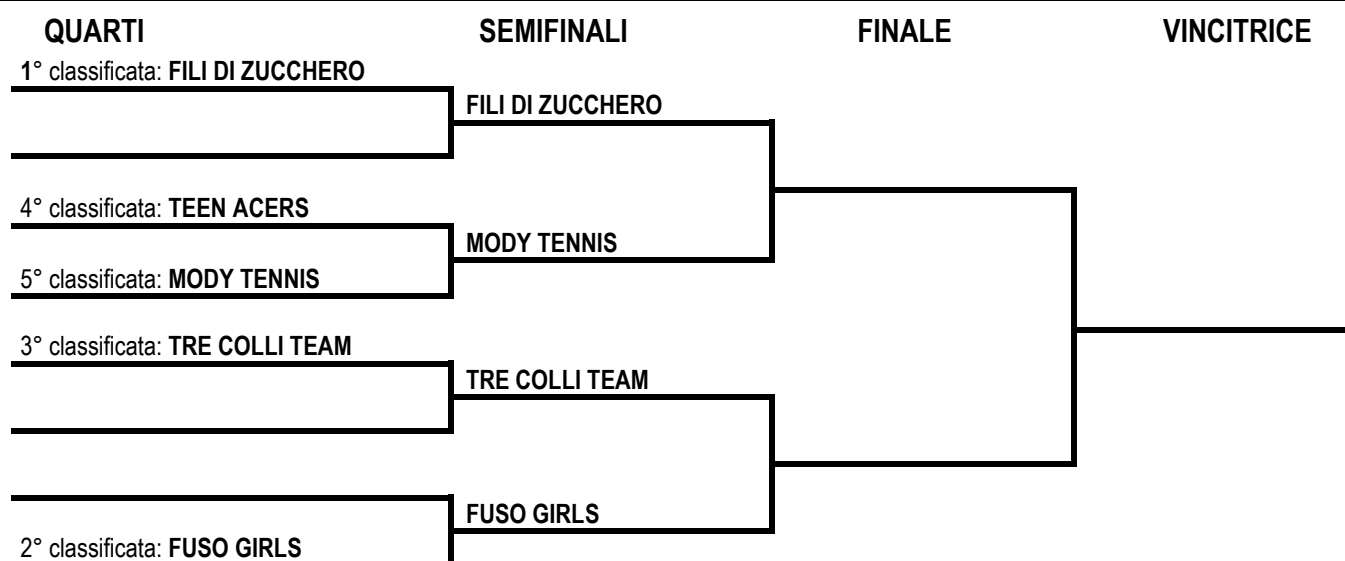 QUARTI SEMIFINALI FINALE VINCITRICE
1° classificata: FILI DI ZUCCHERO
FILI DI ZUCCHERO
4° classificata: TEEN ACERS
MODY TENNIS
5° classificata: MODY TENNIS
3° classificata: TRE COLLI TEAM
TRE COLLI TEAM
FUSO GIRLS
2° classificata: FUSO GIRLS